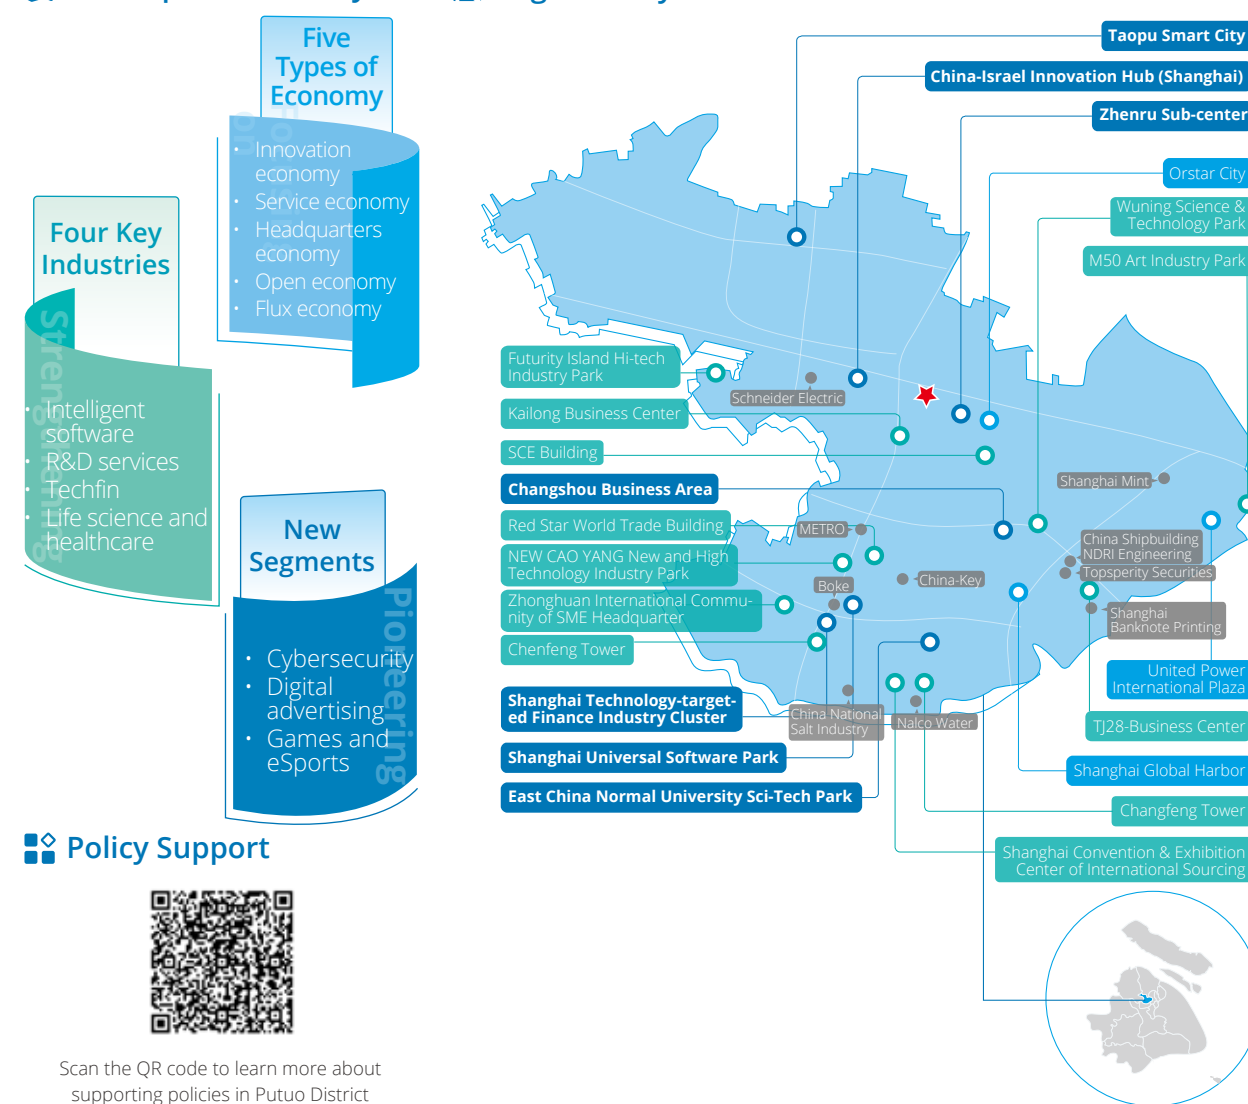 Five
Types of
Economy
Focusing
on
· Innovation
economy
· Service economy
· Headquarters
economy
· Open economy
· Flux economy
Four Key
Industries
Strengthening
· Intelligent
software
· R&D services
· Techfin
· Life science and
healthcare
New
Segments
Pioneering
· Cybersecurity
· Digital
advertising
· Games and
eSports
Policy Support
Scan the QR code to learn more about
supporting policies in Putuo District
Taopu Smart City
China-Israel Innovation Hub (Shanghai)
Zhenru Sub-center
Orstar City
Wuning Science &
Technology Park
M50 Art Industry Park
Futurity Island Hi-tech
Industry Park
Schneider Electric
Kailong Business Center
SCE Building
Changshou Business Area
Shanghai Mint
Red Star World Trade Building
METRO
NEW CAO YANG New and High
Technology Industry Park
China Shipbuilding
NDRI Engineering
Topsperity Securities
China-Key
Boke
Zhonghuan International Commu-
nity of SME Headquarter
Shanghai
Banknote Printing
Chenfeng Tower
United Power
International Plaza
Shanghai Technology-target-
ed Finance Industry Cluster
China National
Salt Industry
Nalco Water
TJ28-Business Center
Shanghai Universal Software Park
Shanghai Global Harbor
East China Normal University Sci-Tech Park
Changfeng Tower
Shanghai Convention & Exhibition
Center of International Sourcing